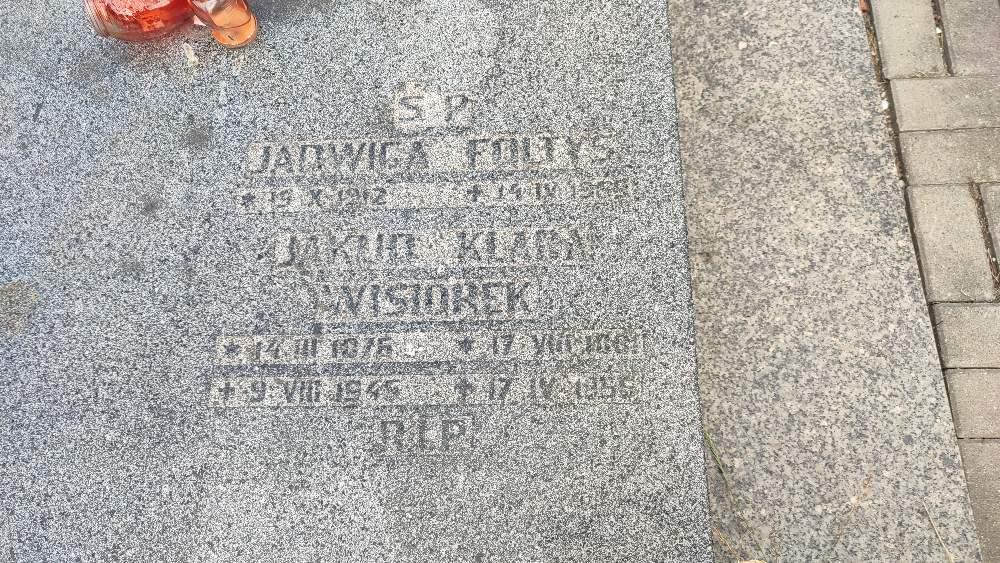 S P
JADWIGA FOLTYS
* 19 X 1912 + 14 IV
JAKUB KLARA
WISIOREK
* 14 III 1876 * 17 VIII
+ 9 VIII 1945 + 17 IV
R I P